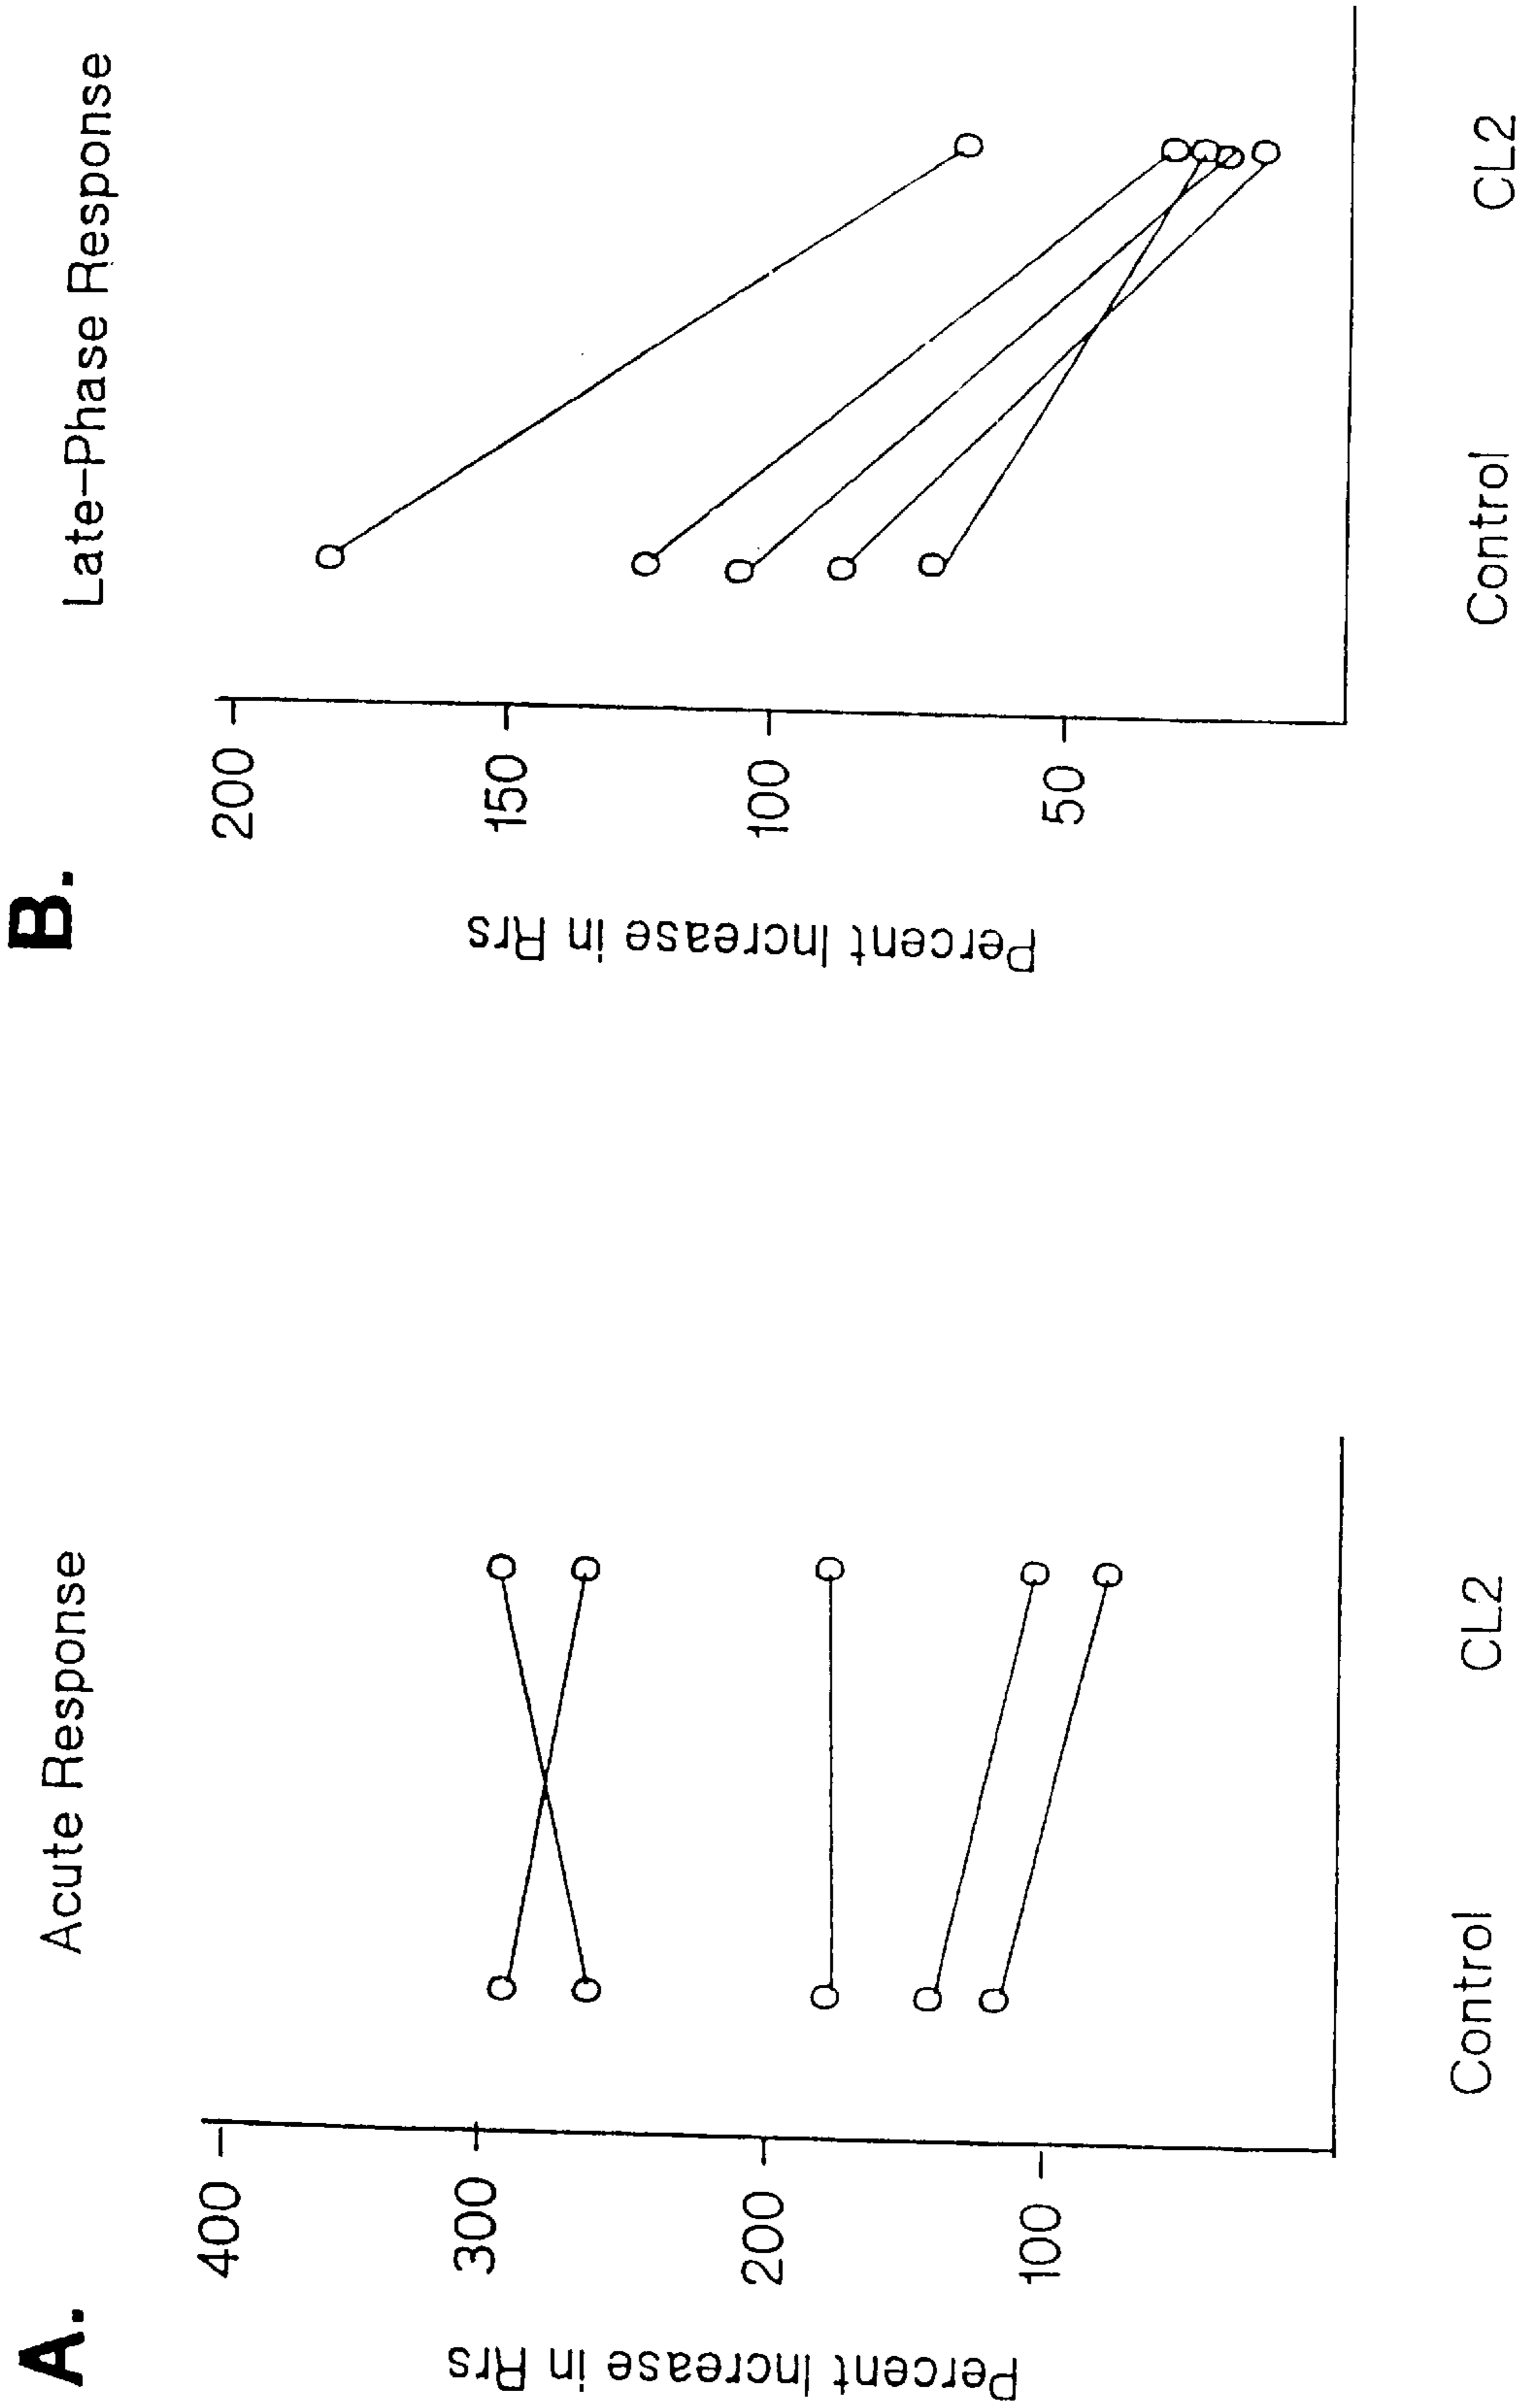 A.
Acute Response
Percent Increase in Rrs
400
300
200
100
Control
CL2
B.
Late-Phase Response
Percent Increase in Rrs
200
150
100
50
Control
CL2